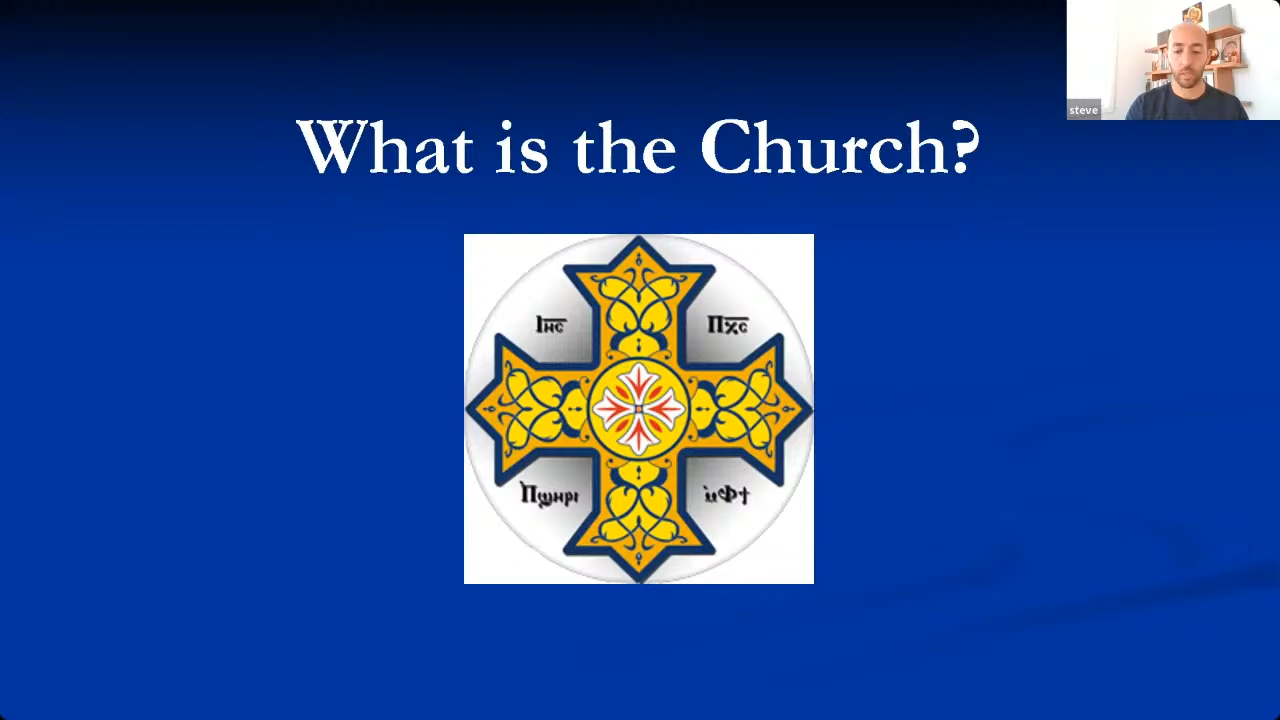 What is the Church?
steve
Ⲓⲏⲥ Ⲡⲭⲥ
Ⲡϣⲏⲣⲓ ⲙ̀Ⲫϯ